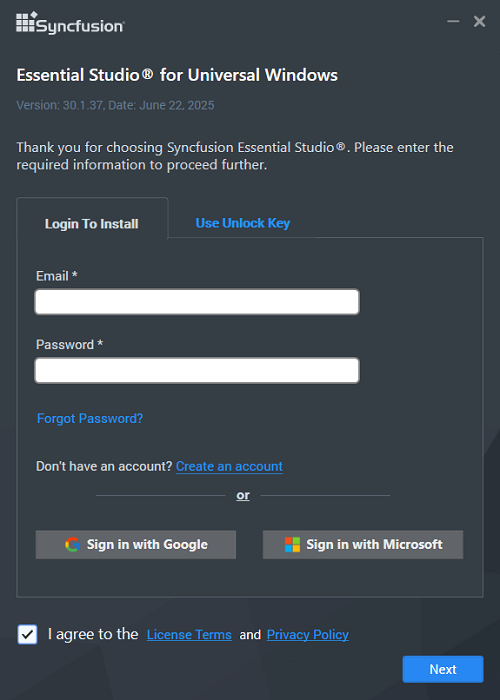 Syncfusion®
Essential Studio® for Universal Windows
Version: 30.1.37, Date: June 22, 2025
Thank you for choosing Syncfusion Essential Studio®. Please enter the
required information to proceed further.
Login To Install
Use Unlock Key
Email *
Password *
Forgot Password?
Don't have an account? Create an account
or
Sign in with Google
Sign in with Microsoft
I agree to the License Terms and Privacy Policy
Next